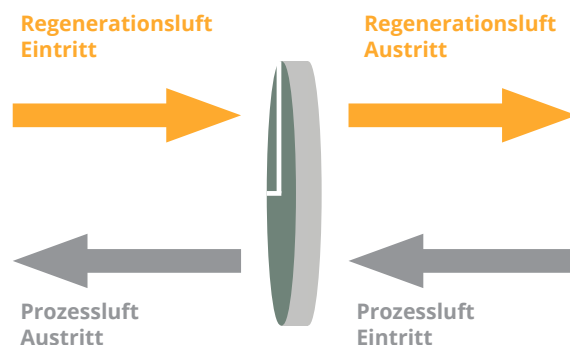 Regenerationsluft
Eintritt
Regenerationsluft
Austritt
Prozessluft
Austritt
Prozessluft
Eintritt